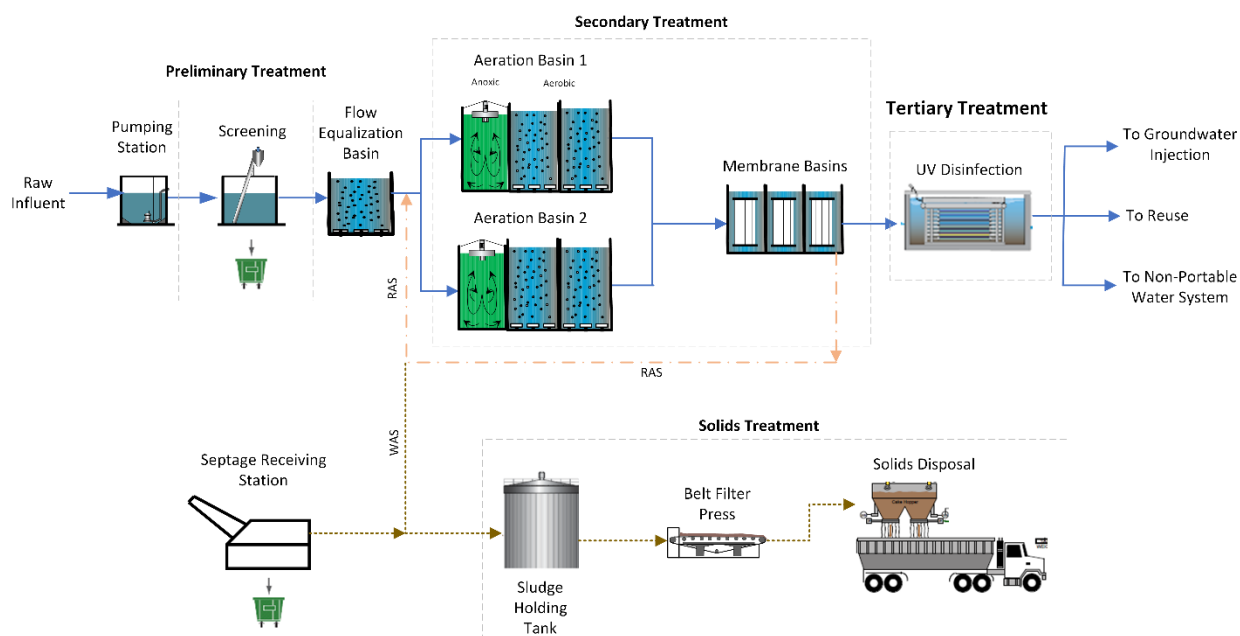 Secondary Treatment
Preliminary Treatment
Pumping
Station
Screening
Flow
Equalization
Basin
Aeration Basin 1
Anoxic
Aerobic
Tertiary Treatment
Raw
Influent
Aeration Basin 2
Membrane Basins
UV Disinfection
To Groundwater
Injection
To Reuse
To Non-Portable
Water System
RAS
RAS
WAS
Solids Treatment
Septage Receiving
Station
Sludge
Holding
Tank
Belt Filter
Press
Solids Disposal
Cake Hopper